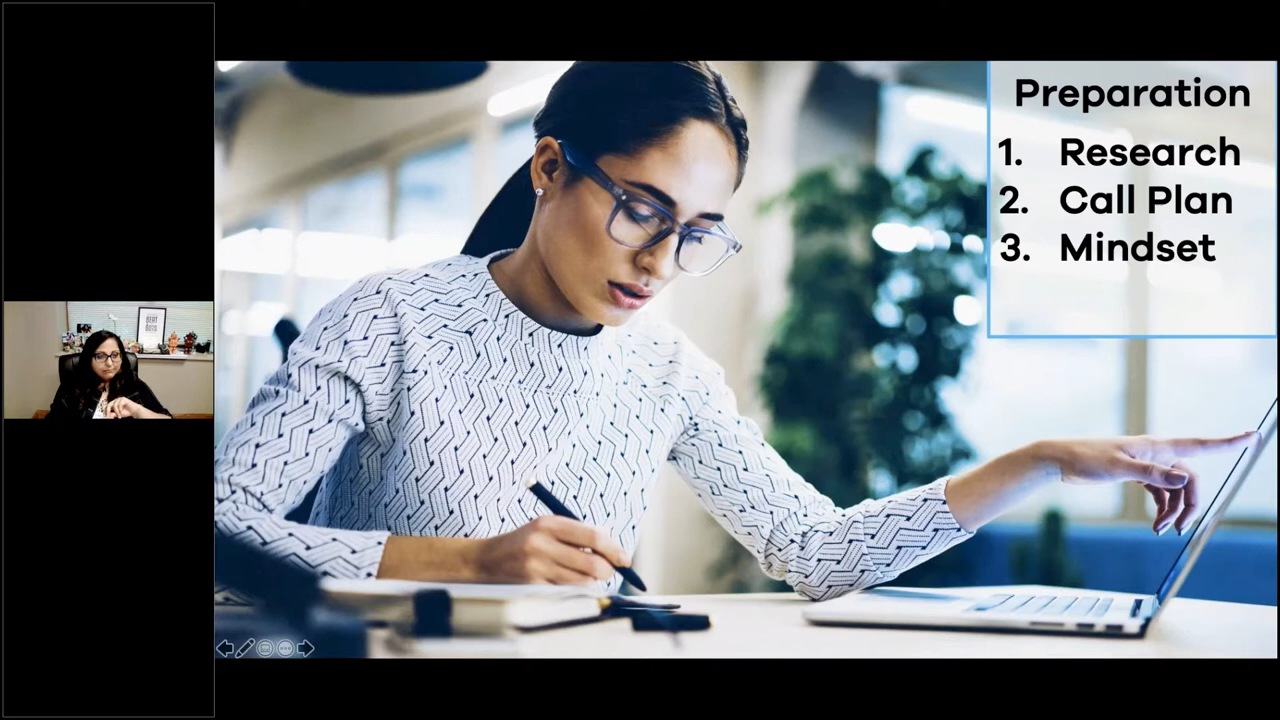 Preparation
1. Research
2. Call Plan
3. Mindset